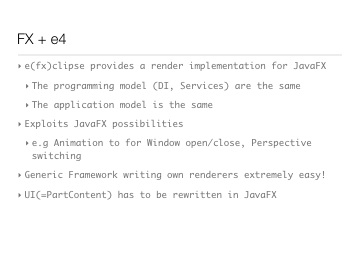 FX + e4
‣ e(fx)clipse provides a render implementation for JavaFX
‣ The programming model (DI, Services) are the same
‣ The application model is the same
‣ Exploits JavaFX possibilities
‣ e.g Animation to for Window open/close, Perspective
switching
‣ Generic Framework writing own renderers extremely easy!
‣ UI(=PartContent) has to be rewritten in JavaFX